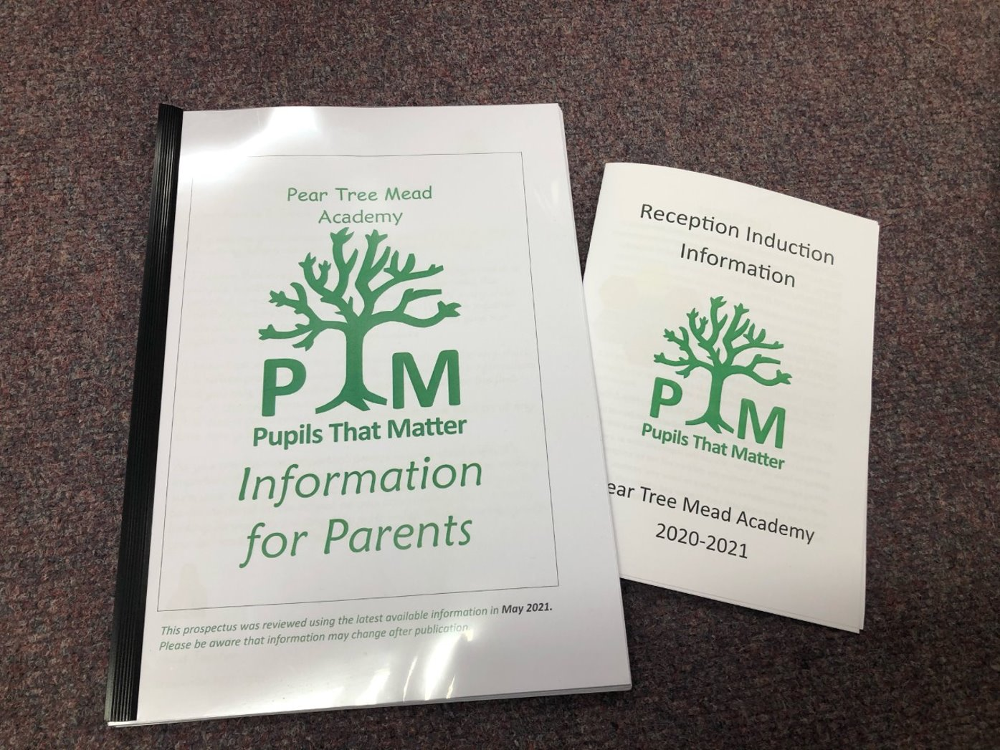 Pear Tree Mead
Academy
P M
Pupils That Matter
Information
for Parents
This prospectus was reviewed using the latest available information in May 2021.
Please be aware that information may change after publication.
Reception Induction
Information
P M
Pupils That Matter
ear Tree Mead Academy
2020-2021